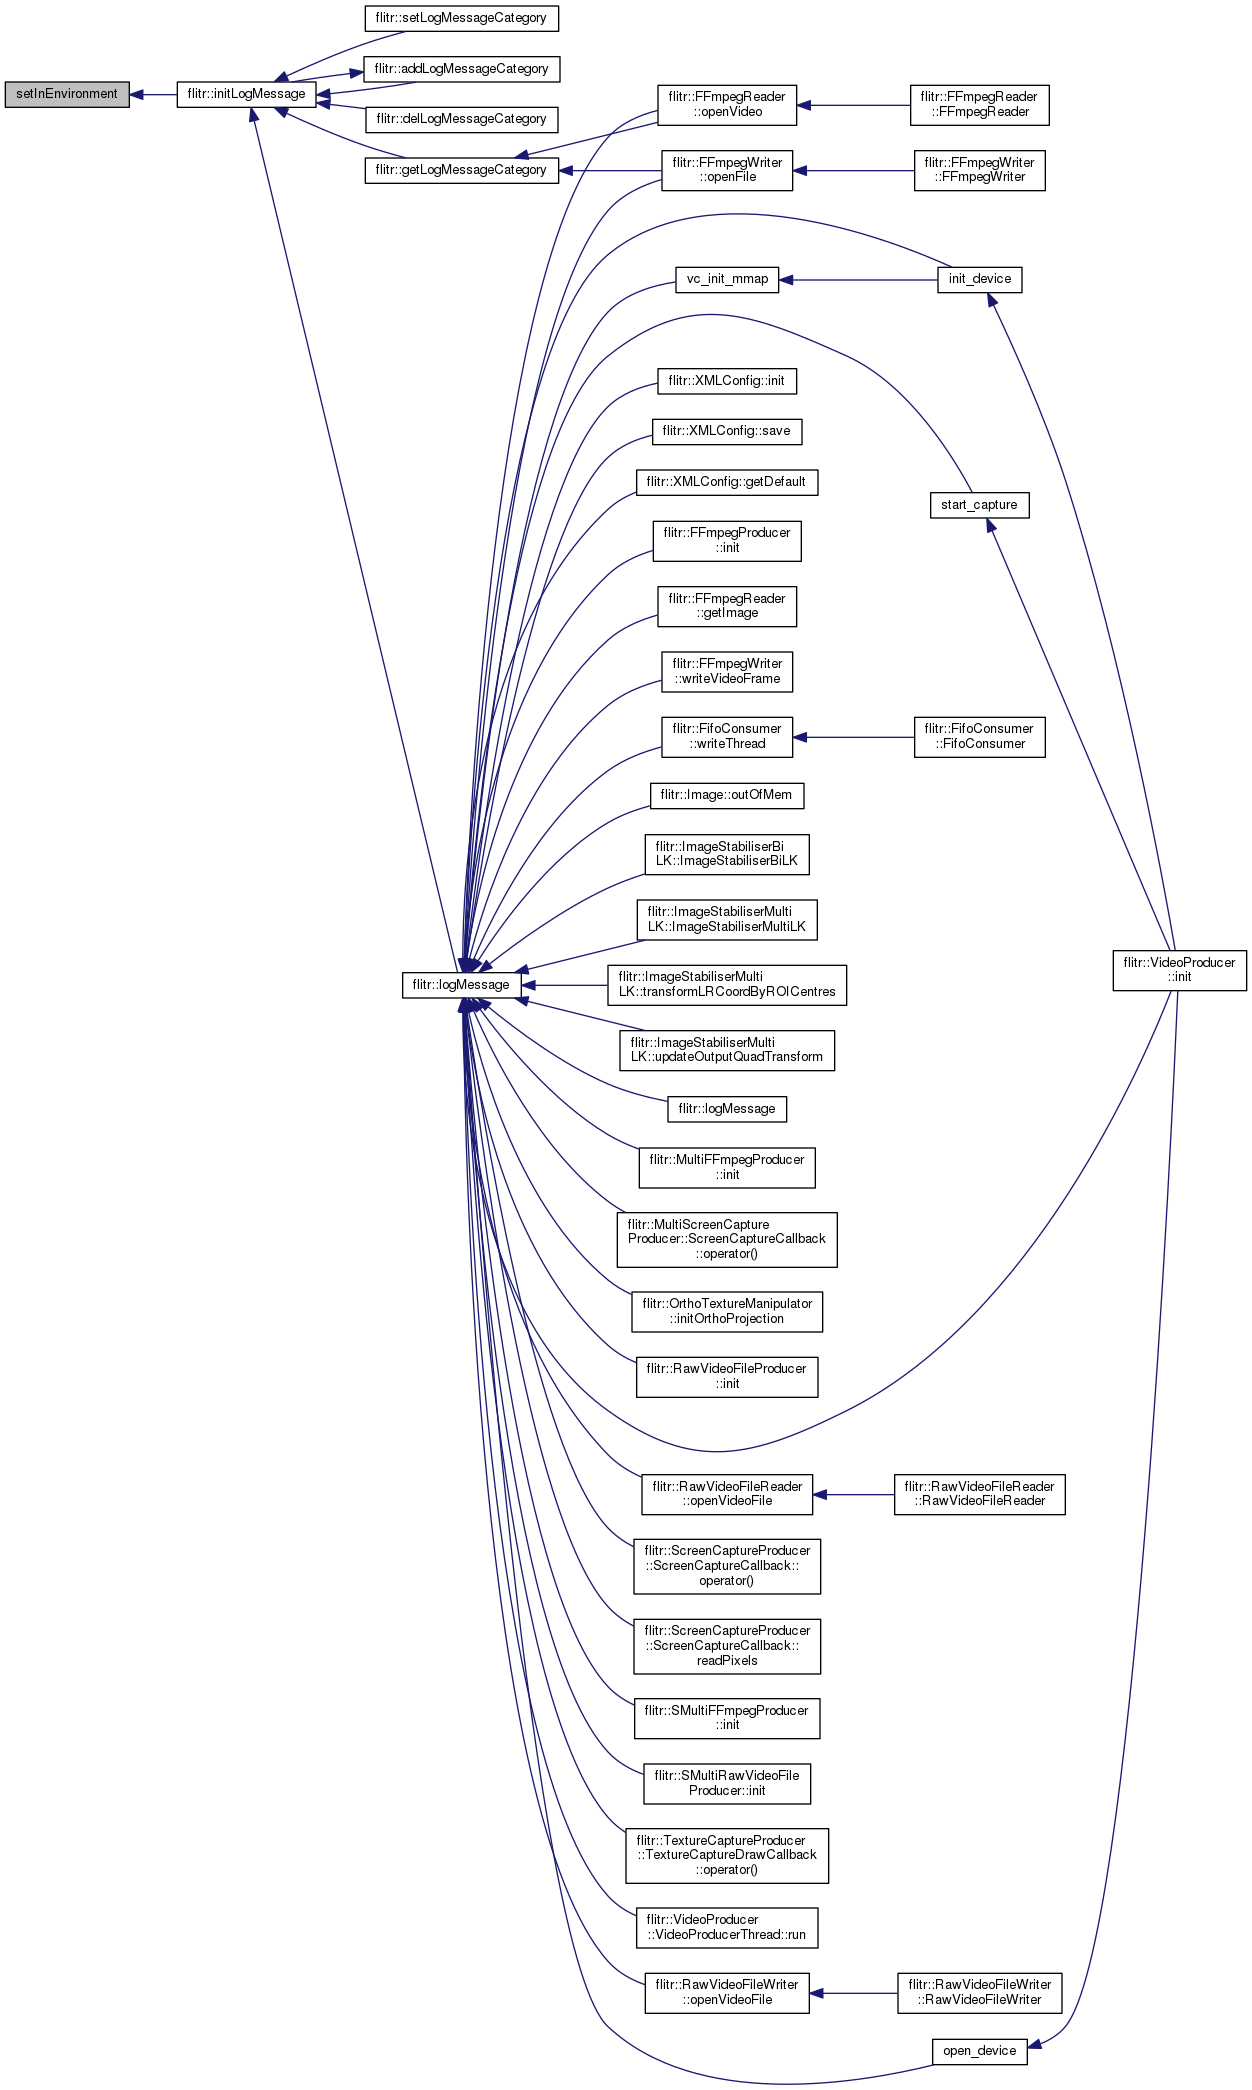 flitr::setLogMessageCategory
flitr::addLogMessageCategory
setInEnvironment
flitr::initLogMessage
flitr::delLogMessageCategory
flitr::getLogMessageCategory
flitr::FFmpegReader
::openVideo
flitr::FFmpegReader
::FFmpegReader
flitr::FFmpegWriter
::openFile
flitr::FFmpegWriter
::FFmpegWriter
vc_init_mmap
init_device
flitr::XMLConfig::init
flitr::XMLConfig::save
flitr::XMLConfig::getDefault
start_capture
flitr::FFmpegProducer
::init
flitr::FFmpegReader
::getImage
flitr::FFmpegWriter
::writeVideoFrame
flitr::FifoConsumer
::writeThread
flitr::FifoConsumer
::FifoConsumer
flitr::Image::outOfMem
flitr::ImageStabiliserBi
LK::ImageStabiliserBiLK
flitr::ImageStabiliserMulti
LK::ImageStabiliserMultiLK
flitr::logMessage
flitr::ImageStabiliserMulti
LK::transformLRCoordByROICentres
flitr::VideoProducer
::init
flitr::ImageStabiliserMulti
LK::updateOutputQuadTransform
flitr::logMessage
flitr::MultiFFmpegProducer
::init
flitr::MultiScreenCapture
Producer::ScreenCaptureCallback
::operator()
flitr::OrthoTextureManipulator
::initOrthoProjection
flitr::RawVideoFileProducer
::init
flitr::RawVideoFileReader
::openVideoFile
flitr::RawVideoFileReader
::RawVideoFileReader
flitr::ScreenCaptureProducer
::ScreenCaptureCallback::
operator()
flitr::ScreenCaptureProducer
::ScreenCaptureCallback::
readPixels
flitr::SMultiFFmpegProducer
::init
flitr::SMultiRawVideoFile
Producer::init
flitr::TextureCaptureProducer
::TextureCaptureDrawCallback
::operator()
flitr::VideoProducer
::VideoProducerThread::run
flitr::RawVideoFileWriter
::openVideoFile
flitr::RawVideoFileWriter
::RawVideoFileWriter
open_device